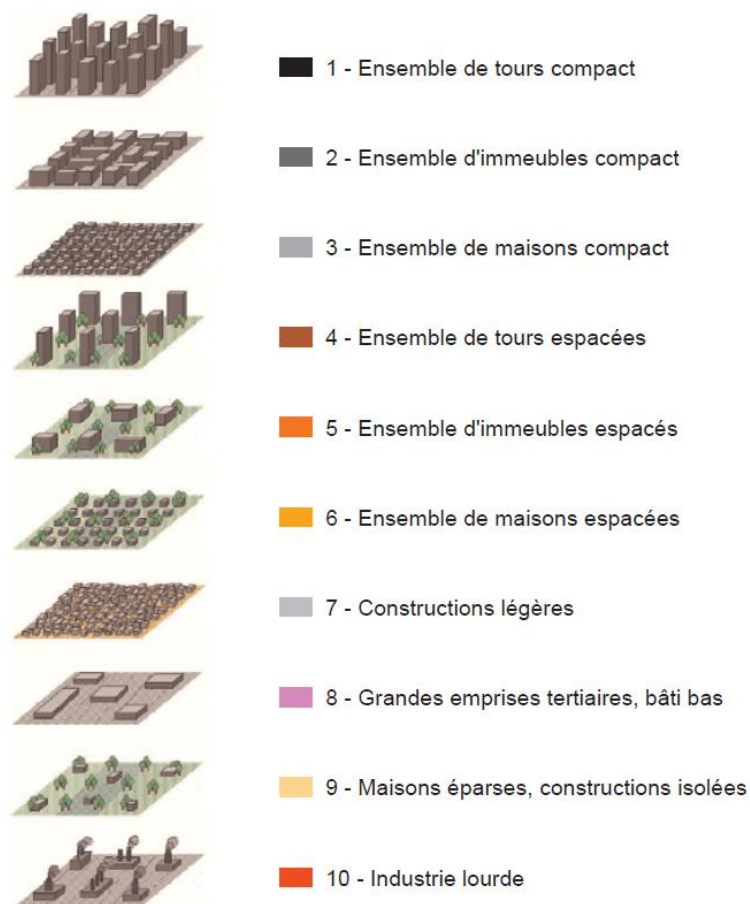 1 - Ensemble de tours compact
2 - Ensemble d'immeubles compact
3 - Ensemble de maisons compact
4 - Ensemble de tours espacées
5 - Ensemble d'immeubles espacés
6 - Ensemble de maisons espacées
7 - Constructions légères
8 - Grandes emprises tertiaires, bâti bas
9 - Maisons éparses, constructions isolées
10 - Industrie lourde